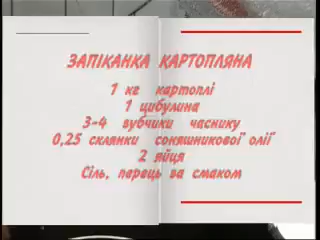 ЗАПІКАНКА КАРТОПЛЯНА
1 кг картоплі
1 цибулина
3-4 зубчики часнику
0,25 склянки соняшникової олії
2 яйця
Сіль, перець за смаком